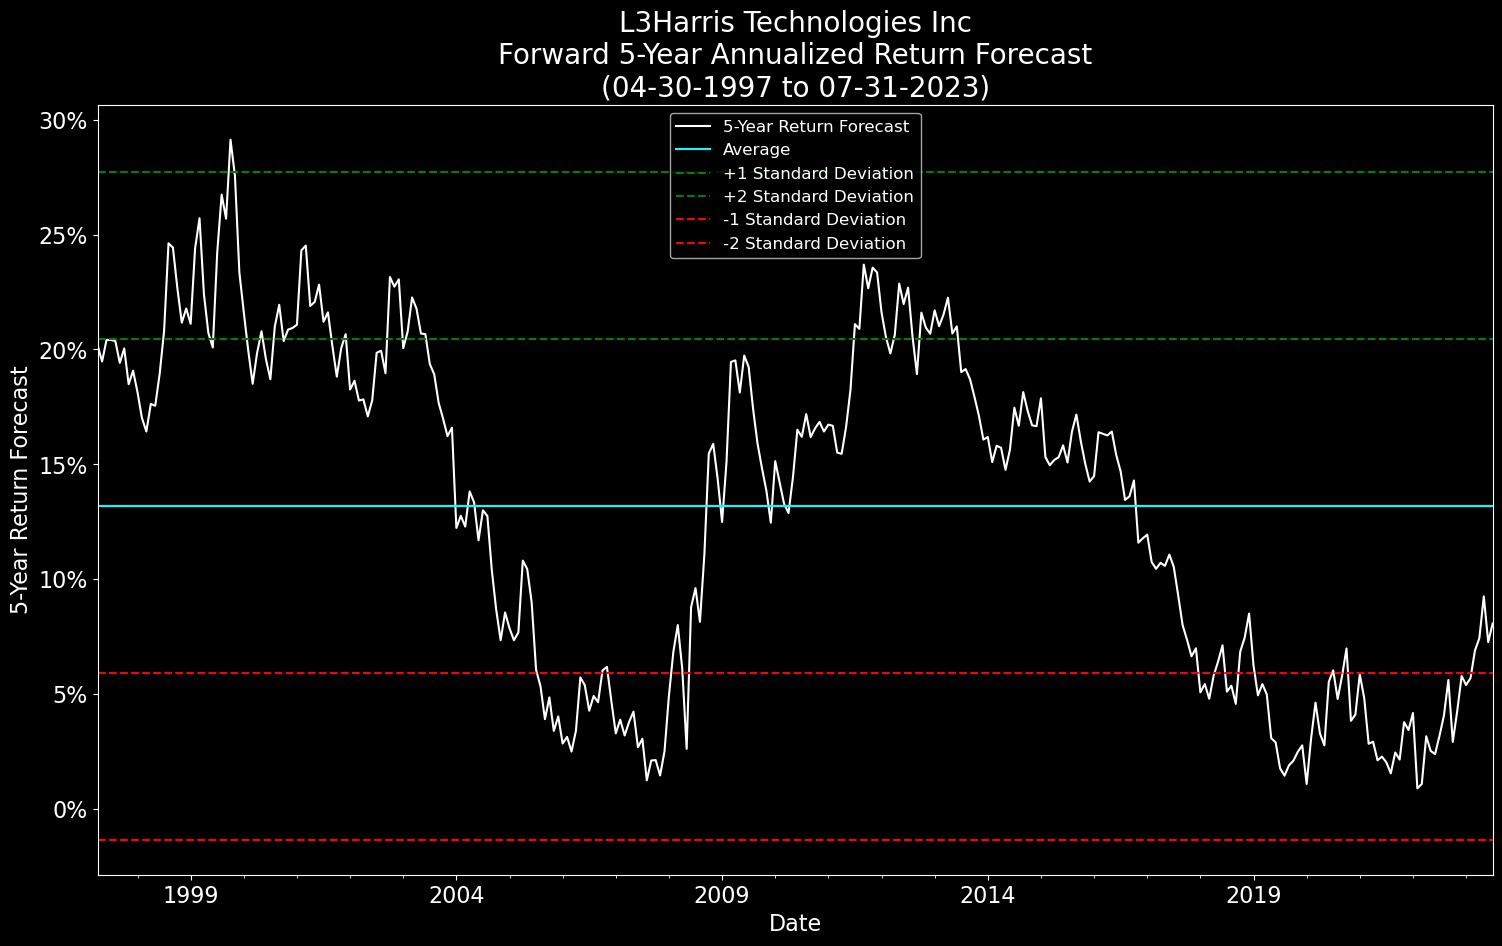 L3Harris Technologies Inc
Forward 5-Year Annualized Return Forecast
(04-30-1997 to 07-31-2023)
5-Year Return Forecast
Average
+1 Standard Deviation
+2 Standard Deviation
-1 Standard Deviation
-2 Standard Deviation
5-Year Return Forecast
30%
25%
20%
15%
10%
5%
0%
1999
2004
2009
2014
2019
Date